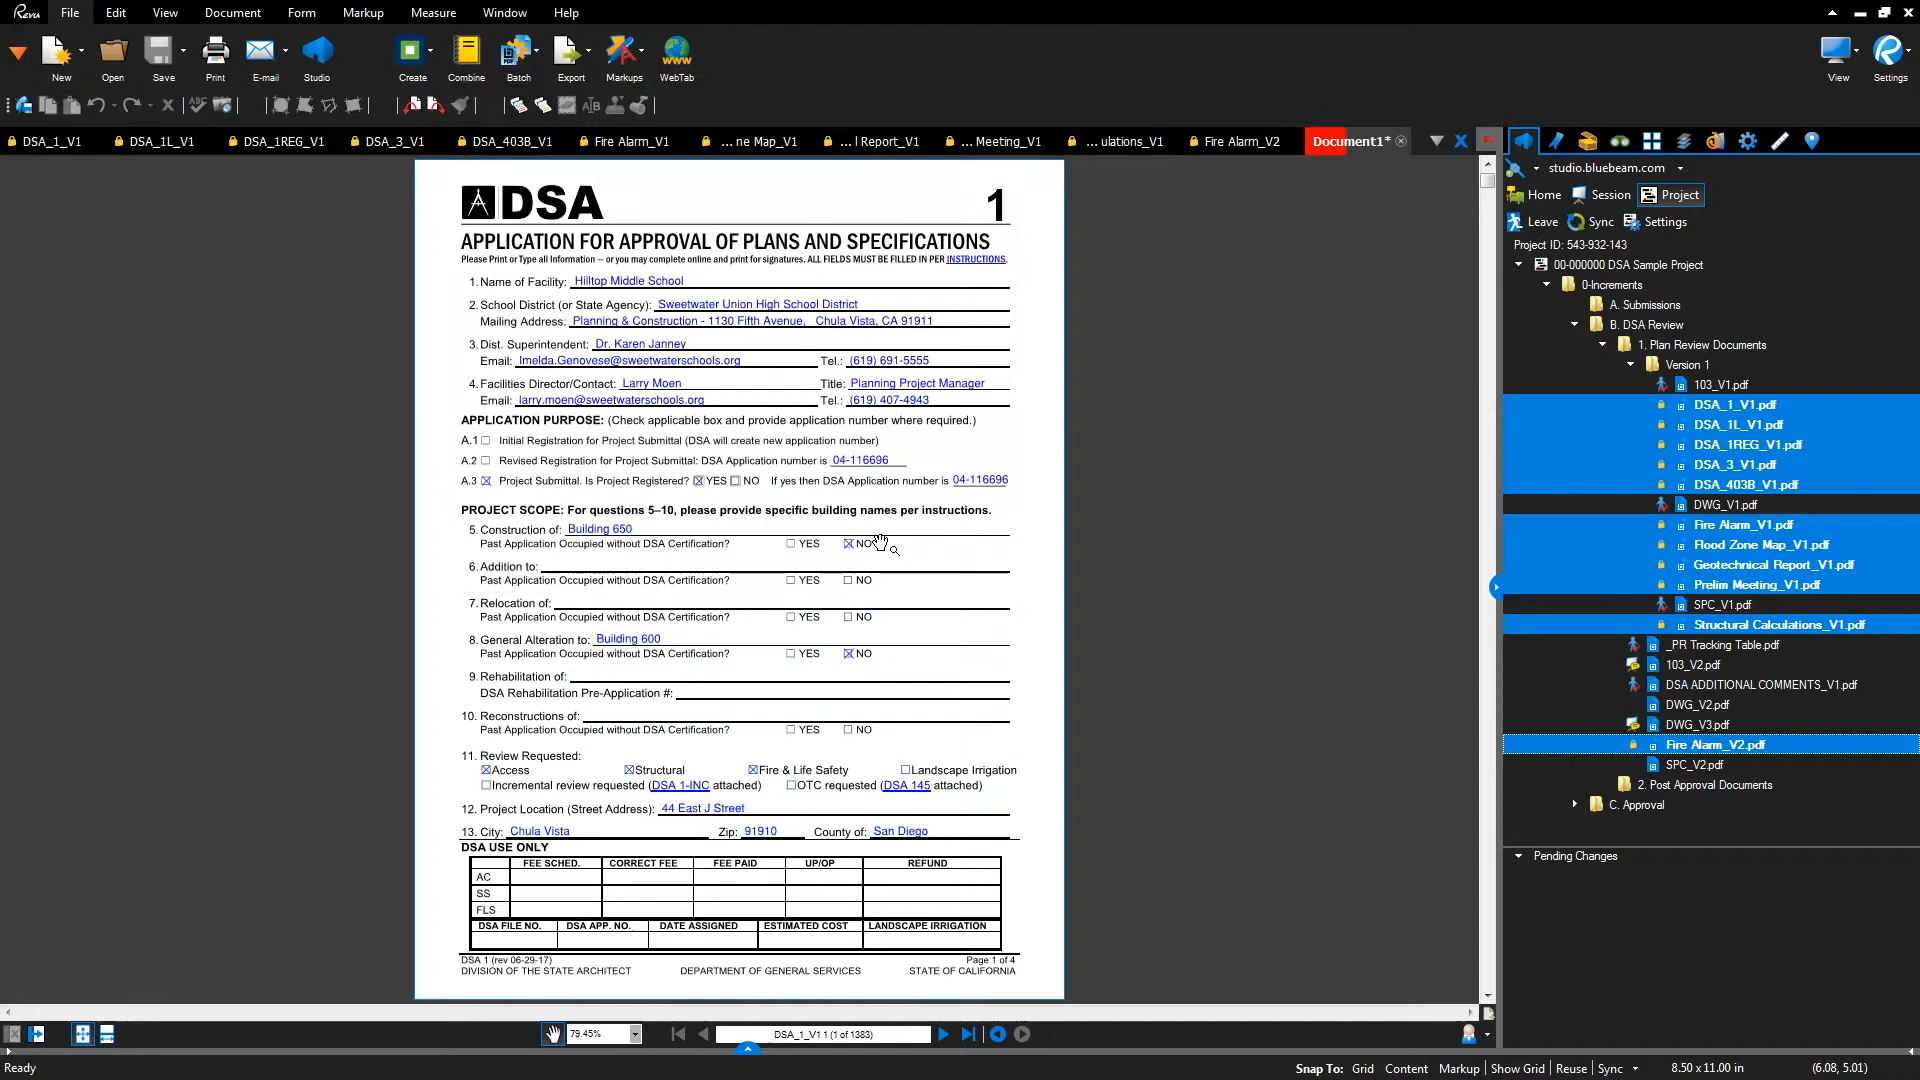 Revu File Edit View Document Form Markup Measure Window Help
New Open Save Print E-mail Studio Create Combine Batch Export Markups WebTab View Settings
DSA_1_V1 DSA_1L_V1 DSA_1REG_V1 DSA_3_V1 DSA_403B_V1 Fire Alarm_V1 ... ne Map_V1 ... l Report_V1 ... Meeting_V1 ... ulations_V1 Fire Alarm_V2 Document1*
DSA 1
APPLICATION FOR APPROVAL OF PLANS AND SPECIFICATIONS
Please Print or Type all Information — or you may complete online and print for signatures. ALL FIELDS MUST BE FILLED IN PER INSTRUCTIONS.
1. Name of Facility: Hilltop Middle School
2. School District (or State Agency): Sweetwater Union High School District
Mailing Address: Planning & Construction - 1130 Fifth Avenue, Chula Vista, CA 91911
3. Dist. Superintendent: Dr. Karen Janney
Email: Imelda.Genovese@sweetwaterschools.org Tel.: (619) 691-5555
4. Facilities Director/Contact: Larry Moen Title: Planning Project Manager
Email: larry.moen@sweetwaterschools.org Tel.: (619) 407-4943
APPLICATION PURPOSE: (Check applicable box and provide application number where required.)
A.1 Initial Registration for Project Submittal (DSA will create new application number)
A.2 Revised Registration for Project Submittal: DSA Application number is 04-116696
A.3 Project Submittal. Is Project Registered? YES NO If yes then DSA Application number is 04-116696
PROJECT SCOPE: For questions 5–10, please provide specific building names per instructions.
5. Construction of: Building 650
Past Application Occupied without DSA Certification? YES NO
6. Addition to:
Past Application Occupied without DSA Certification? YES NO
7. Relocation of:
Past Application Occupied without DSA Certification? YES NO
8. General Alteration to: Building 600
Past Application Occupied without DSA Certification? YES NO
9. Rehabilitation of:
DSA Rehabilitation Pre-Application #:
10. Reconstructions of:
Past Application Occupied without DSA Certification? YES NO
11. Review Requested:
Access Structural Fire & Life Safety Landscape Irrigation
Incremental review requested (DSA 1-INC attached) OTC requested (DSA 145 attached)
12. Project Location (Street Address): 44 East J Street
13. City: Chula Vista Zip: 91910 County of: San Diego
DSA USE ONLY
FEE SCHED. CORRECT FEE FEE PAID UP/OP REFUND
AC
SS
FLS
DSA FILE NO. DSA APP. NO. DATE ASSIGNED ESTIMATED COST LANDSCAPE IRRIGATION
DSA 1 (rev 06-29-17) Page 1 of 4
DIVISION OF THE STATE ARCHITECT DEPARTMENT OF GENERAL SERVICES STATE OF CALIFORNIA
studio.bluebeam.com
Home Session Project
Leave Sync Settings
Project ID: 543-932-143
00-000000 DSA Sample Project
0-Increments
A. Submissions
B. DSA Review
1. Plan Review Documents
Version 1
103_V1.pdf
DSA_1_V1.pdf
DSA_1L_V1.pdf
DSA_1REG_V1.pdf
DSA_3_V1.pdf
DSA_403B_V1.pdf
DWG_V1.pdf
Fire Alarm_V1.pdf
Flood Zone Map_V1.pdf
Geotechnical Report_V1.pdf
Prelim Meeting_V1.pdf
SPC_V1.pdf
Structural Calculations_V1.pdf
_PR Tracking Table.pdf
103_V2.pdf
DSA ADDITIONAL COMMENTS_V1.pdf
DWG_V2.pdf
DWG_V3.pdf
Fire Alarm_V2.pdf
SPC_V2.pdf
2. Post Approval Documents
C. Approval
Pending Changes
79.45% DSA_1_V1 1 (1 of 1383)
Ready Snap To: Grid Content Markup Show Grid Reuse Sync 8.50 x 11.00 in (6.08, 5.01)